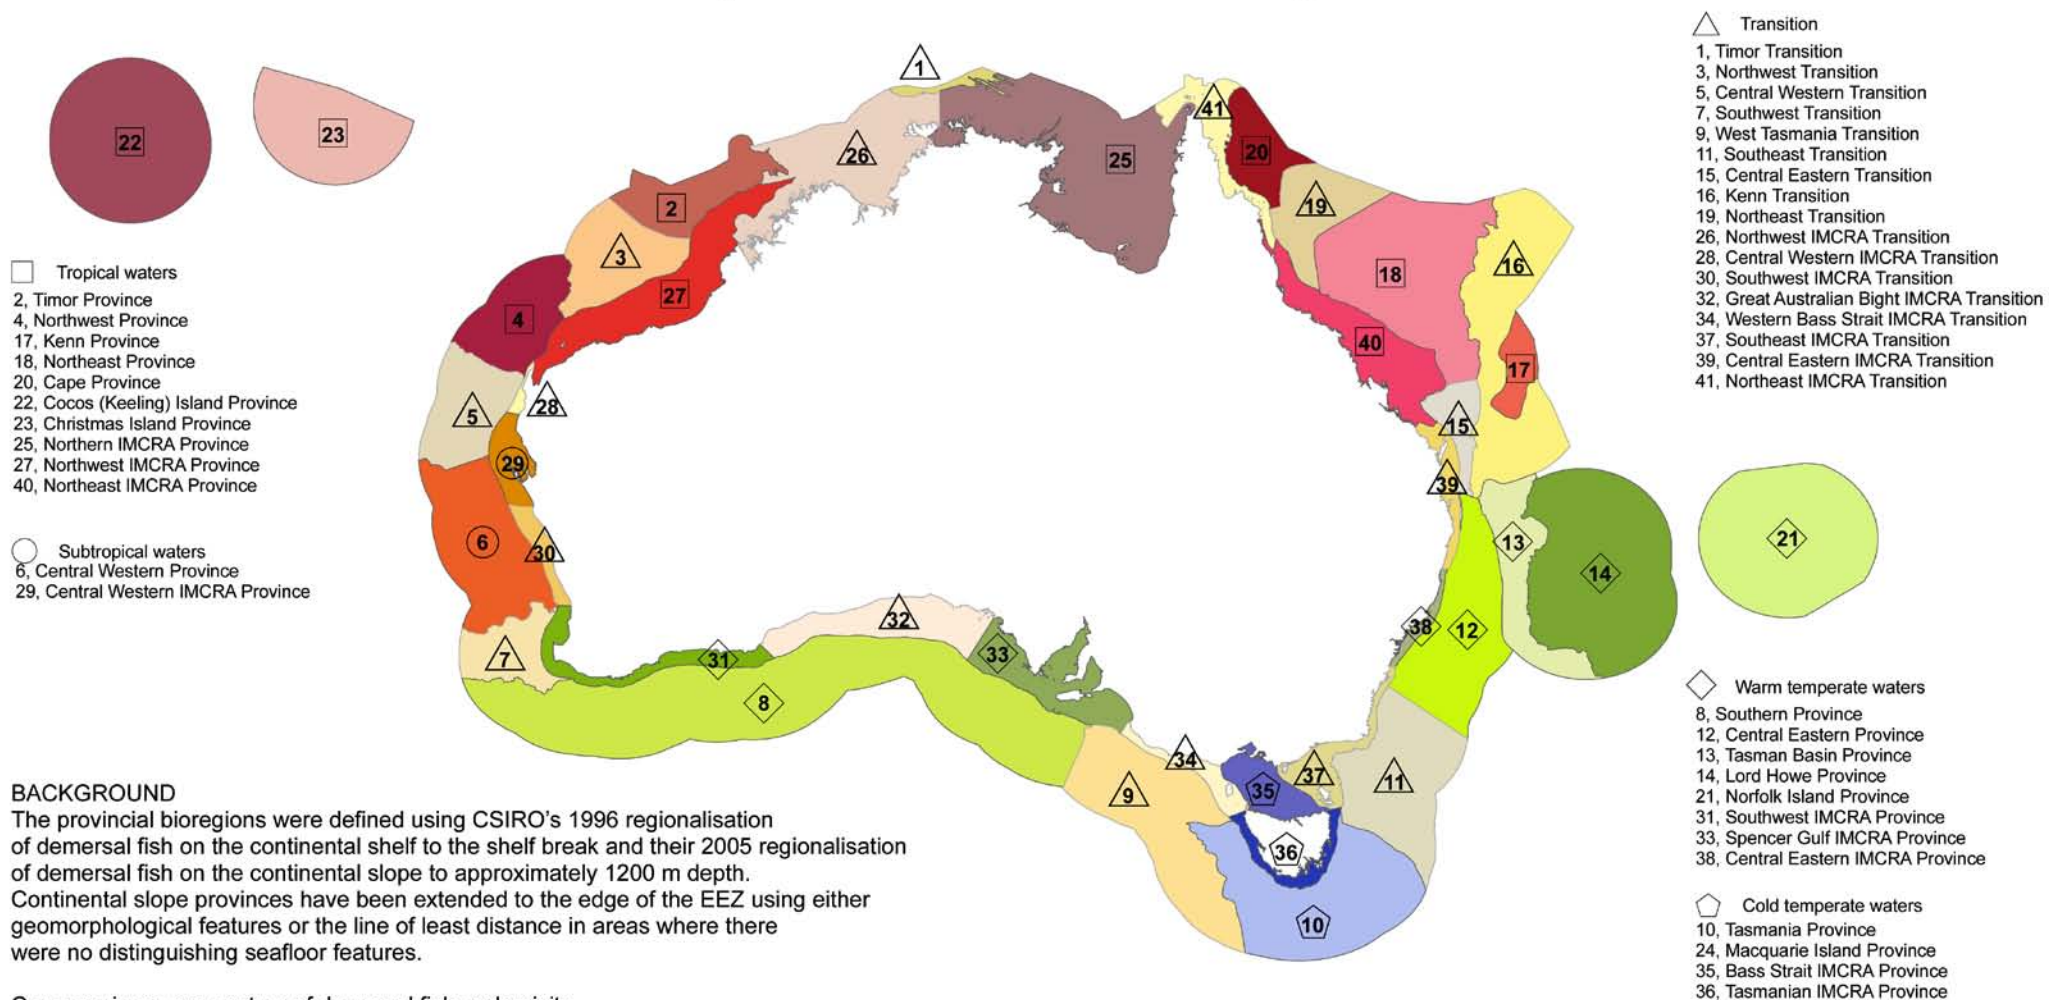 Transition
1, Timor Transition
3, Northwest Transition
5, Central Western Transition
7, Southwest Transition
9, West Tasmania Transition
11, Southeast Transition
15, Central Eastern Transition
16, Kenn Transition
19, Northeast Transition
26, Northwest IMCRA Transition
28, Central Western IMCRA Transition
30, Southwest IMCRA Transition
32, Great Australian Bight IMCRA Transition
34, Western Bass Strait IMCRA Transition
37, Southeast IMCRA Transition
39, Central Eastern IMCRA Transition
41, Northeast IMCRA Transition
22
23
1
26
25
41
20
19
2
3
27
4
18
16
40
17
28
5
29
15
39
6
30
13
14
21
38
12
32
31
33
7
8
34
35
37
11
9
36
10
Tropical waters
2, Timor Province
4, Northwest Province
17, Kenn Province
18, Northeast Province
20, Cape Province
22, Cocos (Keeling) Island Province
23, Christmas Island Province
25, Northern IMCRA Province
27, Northwest IMCRA Province
40, Northeast IMCRA Province
Subtropical waters
6, Central Western Province
29, Central Western IMCRA Province
Warm temperate waters
8, Southern Province
12, Central Eastern Province
13, Tasman Basin Province
14, Lord Howe Province
21, Norfolk Island Province
31, Southwest IMCRA Province
33, Spencer Gulf IMCRA Province
38, Central Eastern IMCRA Province
Cold temperate waters
10, Tasmania Province
24, Macquarie Island Province
35, Bass Strait IMCRA Province
36, Tasmanian IMCRA Province
BACKGROUND
The provincial bioregions were defined using CSIRO's 1996 regionalisation
of demersal fish on the continental shelf to the shelf break and their 2005 regionalisation
of demersal fish on the continental slope to approximately 1200 m depth.
Continental slope provinces have been extended to the edge of the EEZ using either
geomorphological features or the line of least distance in areas where there
were no distinguishing seafloor features.